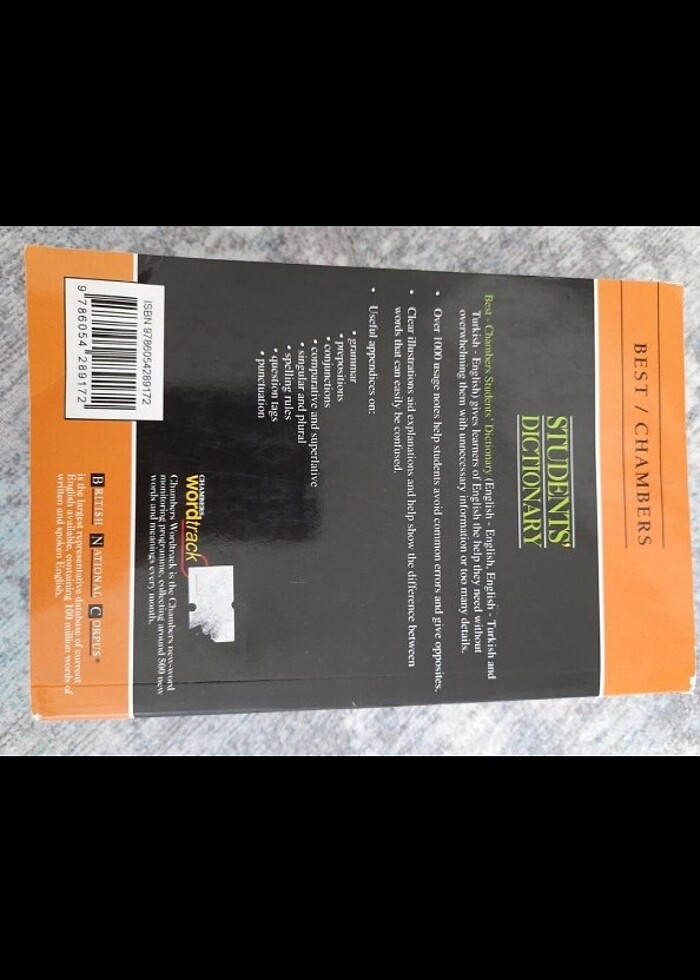 BEST / CHAMBERS
STUDENTS'
DICTIONARY
Best - Chambers Students' Dictionary (English - English, English - Turkish and
Turkish - English) gives learners of English the help they need without
overwhelming them with unnecessary information or too many details.
• Over 1000 usage notes help students avoid common errors and give opposites.
• Clear illustrations aid explanations and help show the difference between
words that can easily be confused.
• Useful appendices on:
• grammar
• prepositions
• conjunctions
• comparative and superlative
• singular and plural
• spelling rules
• question tags
• punctuation
CHAMBERS
wordtrack
Chambers Wordtrack is the Chambers new-word
monitoring programme, collecting around 500 new
words and meanings every month.
ISBN 9786054289172
9 786054 289172
BRITISH NATIONAL CORPUS®
is the largest representative database of current
English available, containing 100 million words of
written and spoken English.